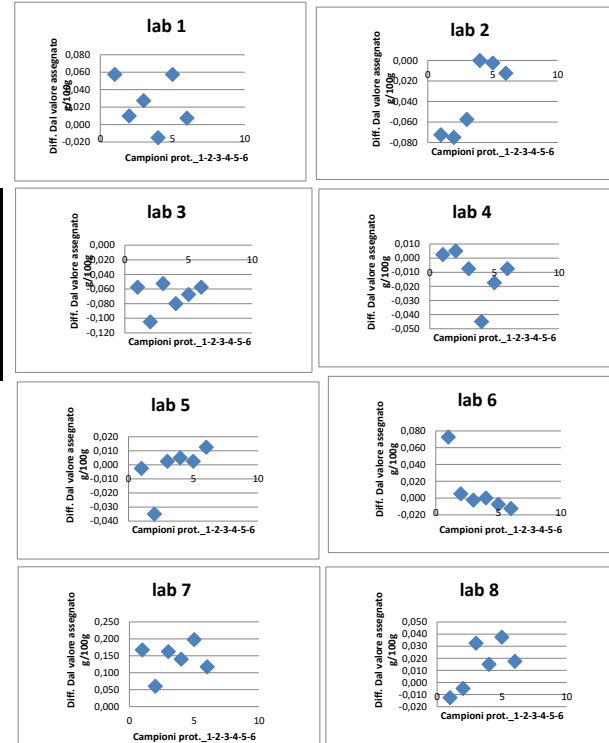 lab 1
Diff. Dal valore assegnato
g/100g
0,080
0,060
0,040
0,020
0,000
-0,020
0
5
10
Campioni prot._1-2-3-4-5-6
lab 2
Diff. Dal valore assegnato
g/100g
0,000
-0,020
-0,040
-0,060
-0,080
0
5
10
Campioni prot._1-2-3-4-5-6
lab 3
Diff. Dal valore assegnato
g/100g
0,000
-0,020
-0,040
-0,060
-0,080
-0,100
-0,120
0
5
10
Campioni prot._1-2-3-4-5-6
lab 4
Diff. Dal valore assegnato
g/100g
0,010
0,000
-0,010
-0,020
-0,030
-0,040
-0,050
0
5
10
Campioni prot._1-2-3-4-5-6
lab 5
Diff. Dal valore assegnato
g/100g
0,020
0,010
0,000
-0,010
-0,020
-0,030
-0,040
0
5
10
Campioni prot._1-2-3-4-5-6
lab 6
Diff. Dal valore assegnato
g/100g
0,080
0,060
0,040
0,020
0,000
-0,020
0
5
10
Campioni prot._1-2-3-4-5-6
lab 7
Diff. Dal valore assegnato
g/100g
0,250
0,200
0,150
0,100
0,050
0,000
0
5
10
Campioni prot._1-2-3-4-5-6
lab 8
Diff. Dal valore assegnato
g/100g
0,050
0,040
0,030
0,020
0,010
0,000
-0,010
-0,020
0
5
10
Campioni prot._1-2-3-4-5-6